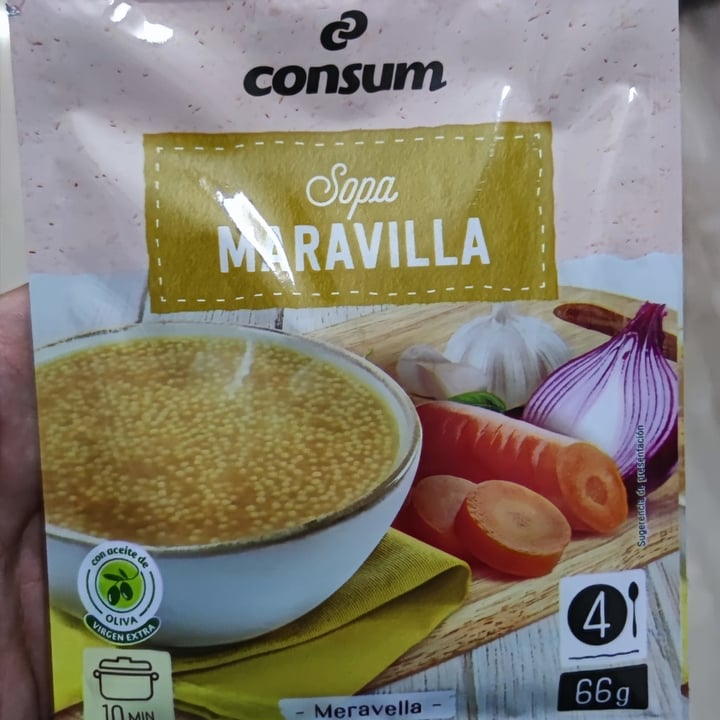 consum
Sopa
MARAVILLA
Sugerencia de presentación
con aceite de
OLIVA
VIRGEN EXTRA
4
10 MIN
66g
- Meravella -